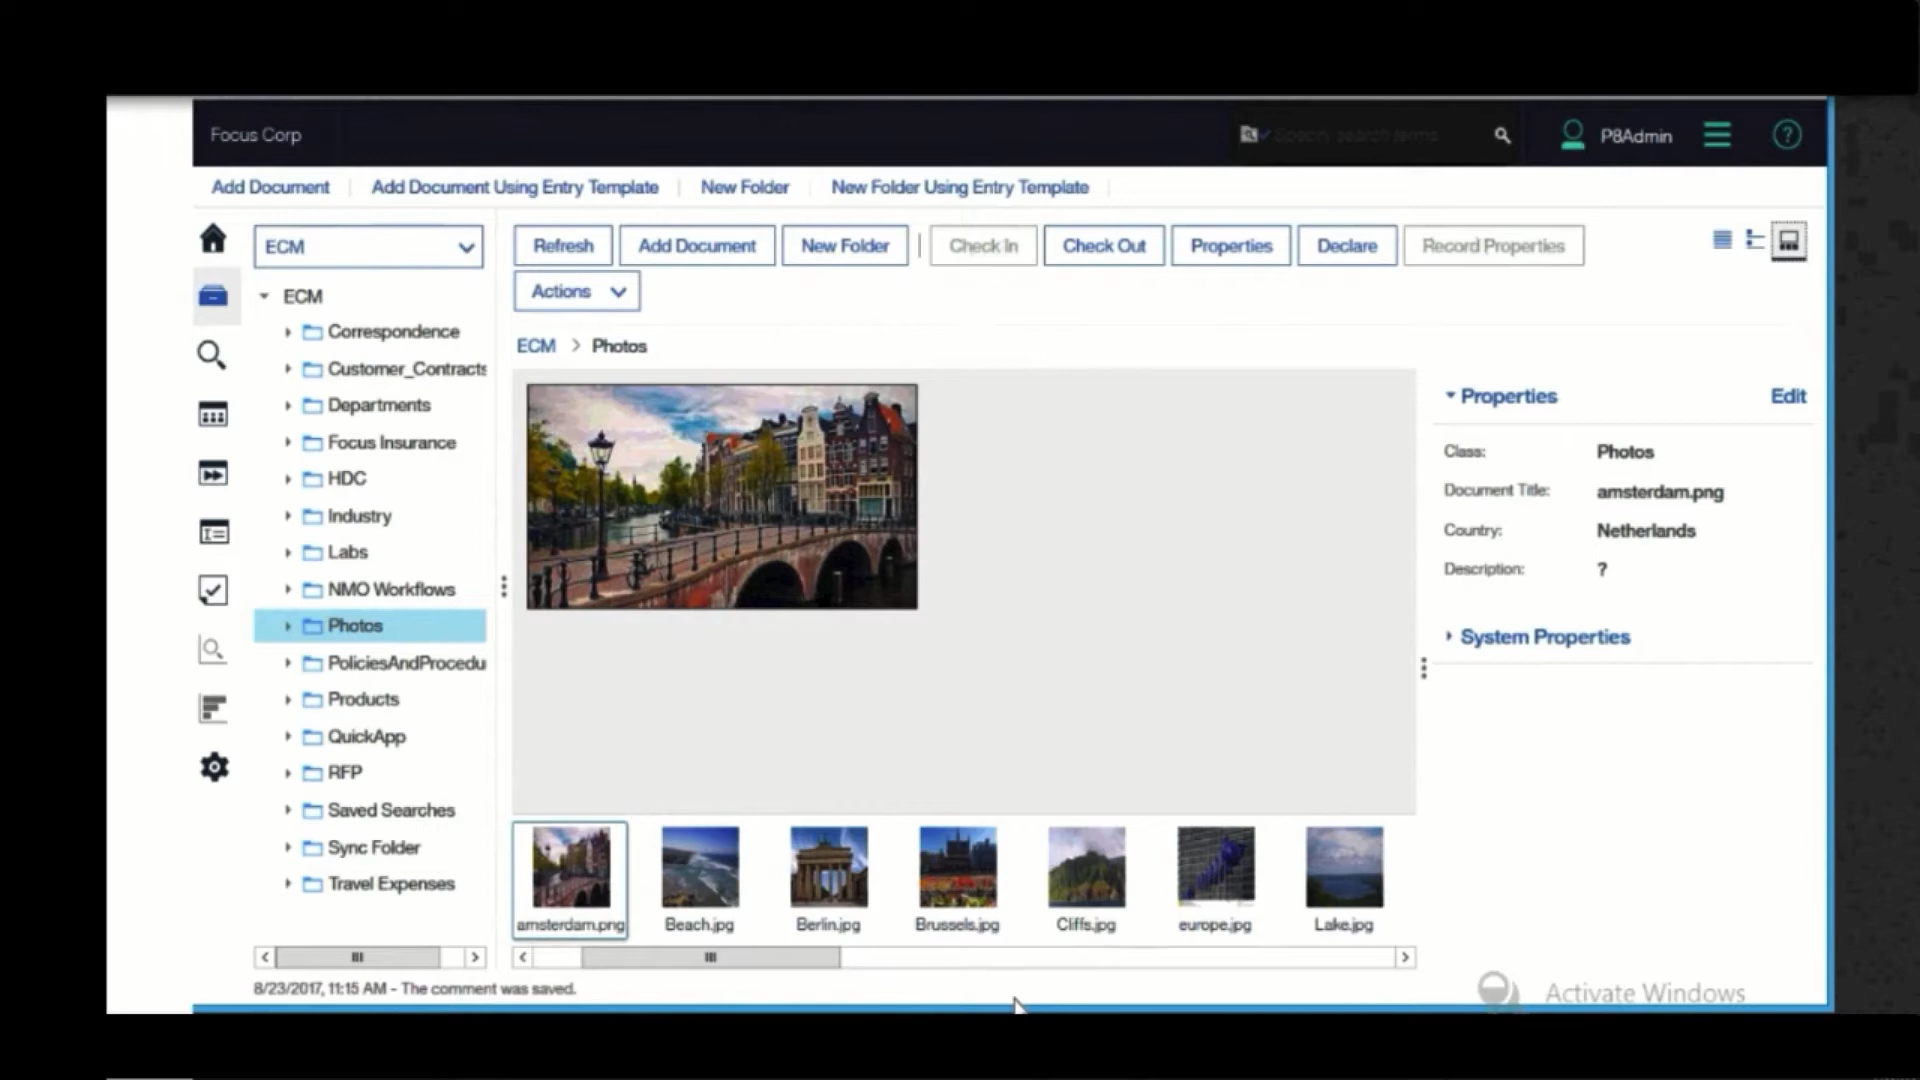 Focus Corp
Specify search terms
P8Admin
?
Add Document
Add Document Using Entry Template
New Folder
New Folder Using Entry Template
ECM
Refresh
Add Document
New Folder
Check In
Check Out
Properties
Declare
Record Properties
Actions
ECM
Correspondence
Customer_Contracts
Departments
Focus Insurance
HDC
Industry
Labs
NMO Workflows
Photos
PoliciesAndProcedu
Products
QuickApp
RFP
Saved Searches
Sync Folder
Travel Expenses
ECM > Photos
Properties
Edit
Class: Photos
Document Title: amsterdam.png
Country: Netherlands
Description: ?
System Properties
amsterdam.png
Beach.jpg
Berlin.jpg
Brussels.jpg
Cliffs.jpg
europe.jpg
Lake.jpg
8/23/2017, 11:15 AM - The comment was saved.
Activate Windows